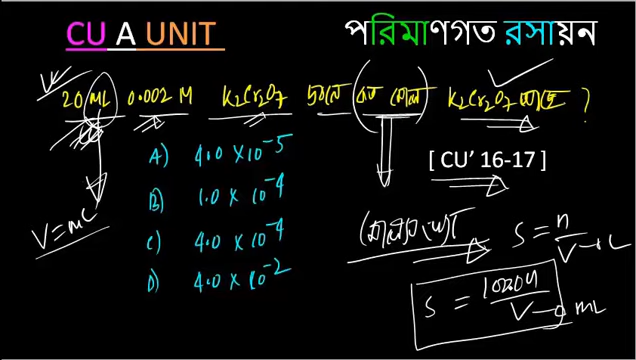 CU A UNIT
পরিমাণগত রসায়ন
20 mL 0.002 M K₂Cr₂O₇ দ্রবণে কত মোল K₂Cr₂O₇ আছে ?
A) 4.0 × 10⁻⁵
B) 1.0 × 10⁻⁴
C) 4.0 × 10⁻⁴
D) 4.0 × 10⁻²
[ CU' 16-17 ]
V = mL
S = n / V → L
S = 1000n / V → mL